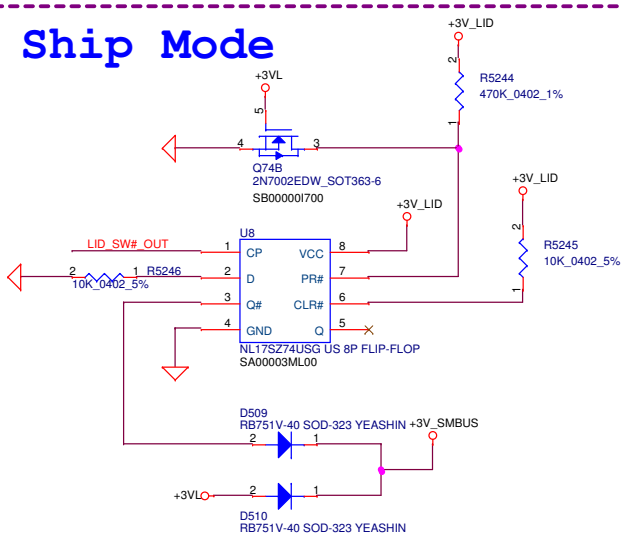 Ship Mode
+3V_LID
2
R5244
470K_0402_1%
1
+3VL
5
4
3
Q74B
2N7002EDW_SOT363-6
SB00000I700
+3V_LID
+3V_LID
2
R5245
10K_0402_5%
1
U8
LID_SW#_OUT
1
CP
VCC
8
2
1
R5246
10K_0402_5%
2
D
PR#
7
3
Q#
CLR#
6
4
GND
Q
5
NL17SZ74USG US 8P FLIP-FLOP
SA00003ML00
D509
RB751V-40 SOD-323 YEASHIN
+3V_SMBUS
2
1
+3VL
2
1
D510
RB751V-40 SOD-323 YEASHIN